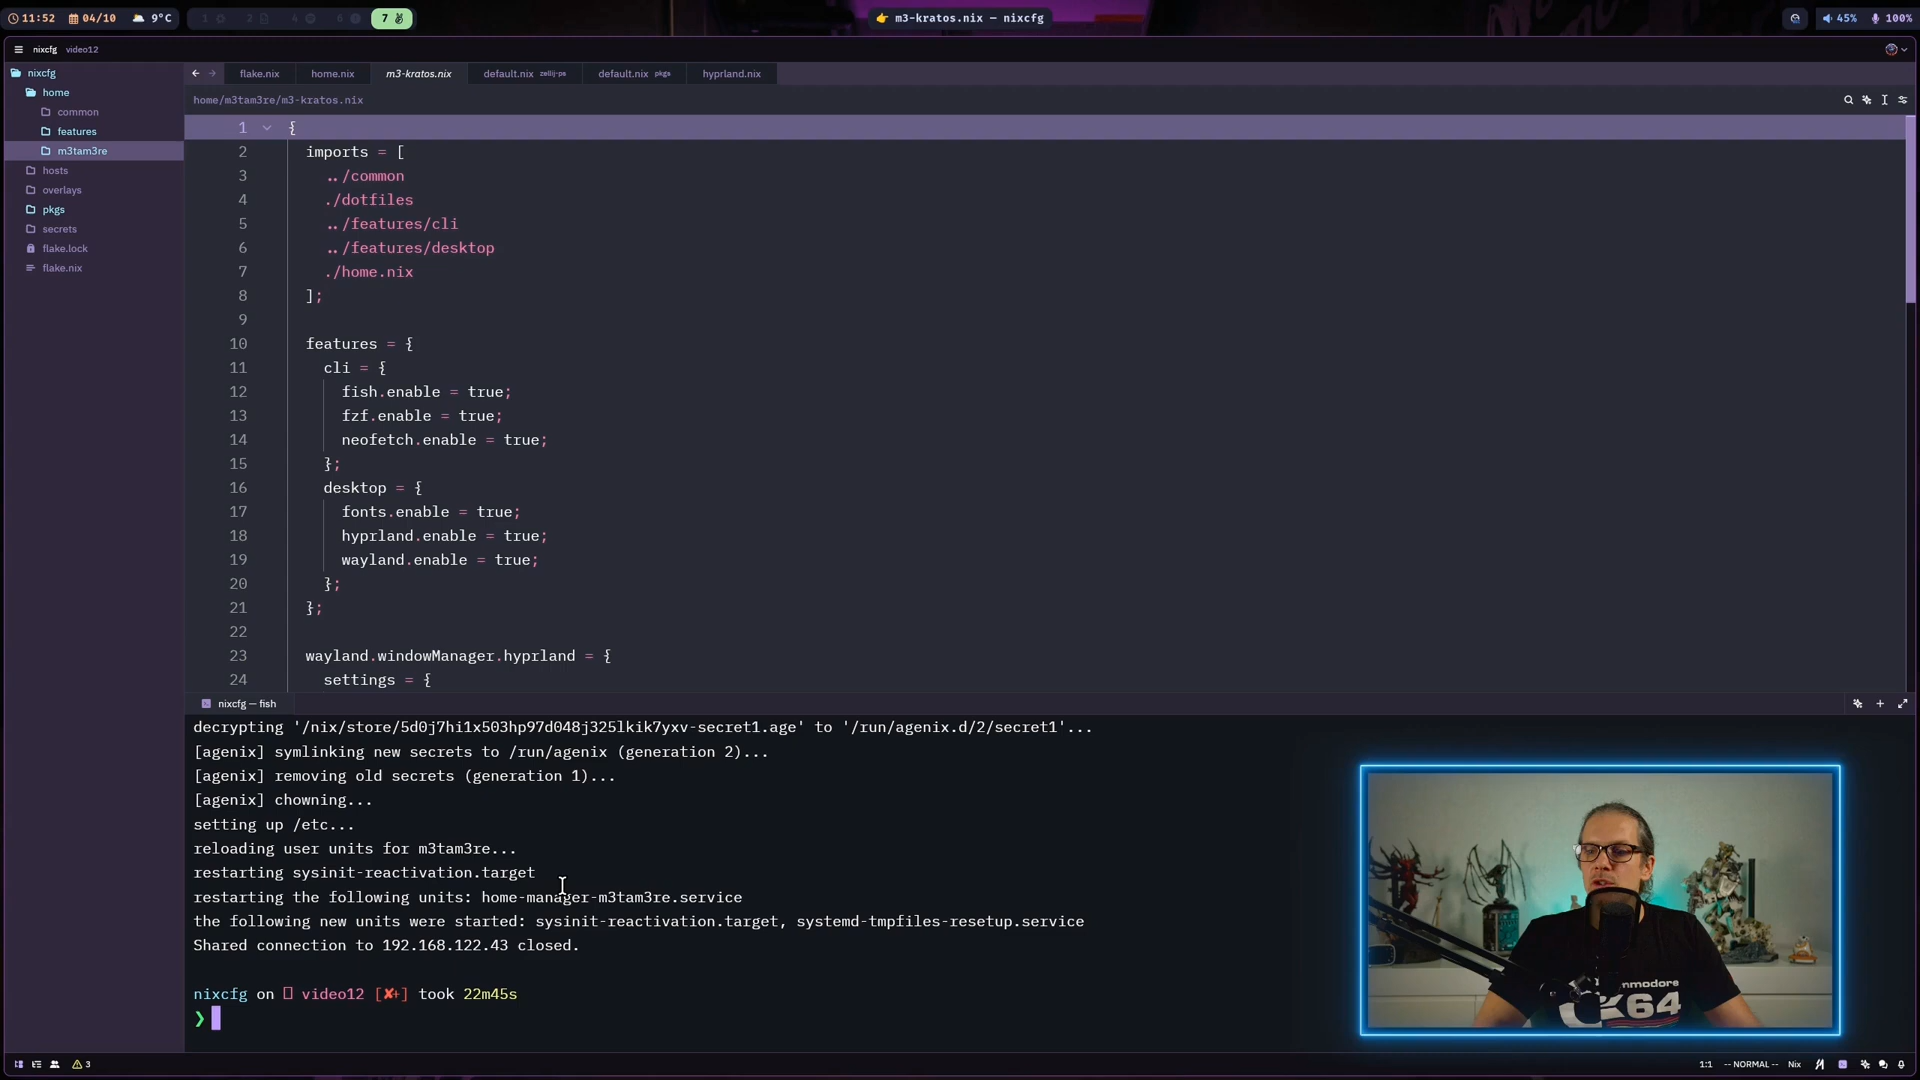 11:52 04/10 9°C 1 2 4 6 7
👉 m3-kratos.nix — nixcfg
45% 100%
nixcfg video12
nixcfg
home
common
features
m3tam3re
hosts
overlays
pkgs
secrets
flake.lock
flake.nix
flake.nix home.nix m3-kratos.nix default.nix zellij-ps default.nix pkgs hyprland.nix
home/m3tam3re/m3-kratos.nix
1 {
2 imports = [
3 ../common
4 ./dotfiles
5 ../features/cli
6 ../features/desktop
7 ./home.nix
8 ];
9
10 features = {
11 cli = {
12 fish.enable = true;
13 fzf.enable = true;
14 neofetch.enable = true;
15 };
16 desktop = {
17 fonts.enable = true;
18 hyprland.enable = true;
19 wayland.enable = true;
20 };
21 };
22
23 wayland.windowManager.hyprland = {
24 settings = {
nixcfg — fish
decrypting '/nix/store/5d0j7hi1x503hp97d048j325lkik7yxv-secret1.age' to '/run/agenix.d/2/secret1'...
[agenix] symlinking new secrets to /run/agenix (generation 2)...
[agenix] removing old secrets (generation 1)...
[agenix] chowning...
setting up /etc...
reloading user units for m3tam3re...
restarting sysinit-reactivation.target
restarting the following units: home-manager-m3tam3re.service
the following new units were started: sysinit-reactivation.target, systemd-tmpfiles-resetup.service
Shared connection to 192.168.122.43 closed.
nixcfg on video12 [✘+] took 22m45s
❯
64
3
1:1 -- NORMAL -- Nix